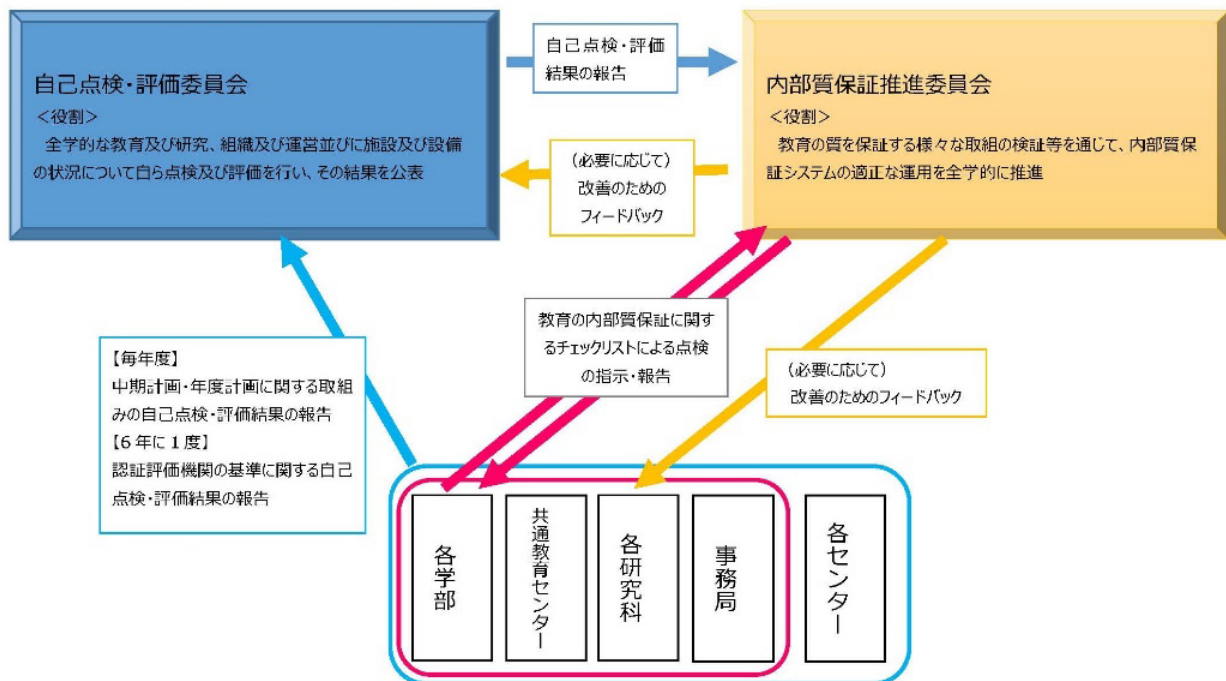 自己点検・評価委員会
＜役割＞
全学的な教育及び研究、組織及び運営並びに施設及び設備
の状況について自ら点検及び評価を行い、その結果を公表
自己点検・評価
結果の報告
内部質保証推進委員会
＜役割＞
教育の質を保証する様々な取組の検証等を通じて、内部質保
証システムの適正な運用を全学的に推進
（必要に応じて）
改善のための
フィードバック
教育の内部質保証に関す
るチェックリストによる点検
の指示・報告
【毎年度】
中期計画・年度計画に関する取組
みの自己点検・評価結果の報告
【６年に１度】
認証評価機関の基準に関する自己
点検・評価結果の報告
（必要に応じて）
改善のためのフィードバック
各学部
共通教育センター
各研究科
事務局
各センター